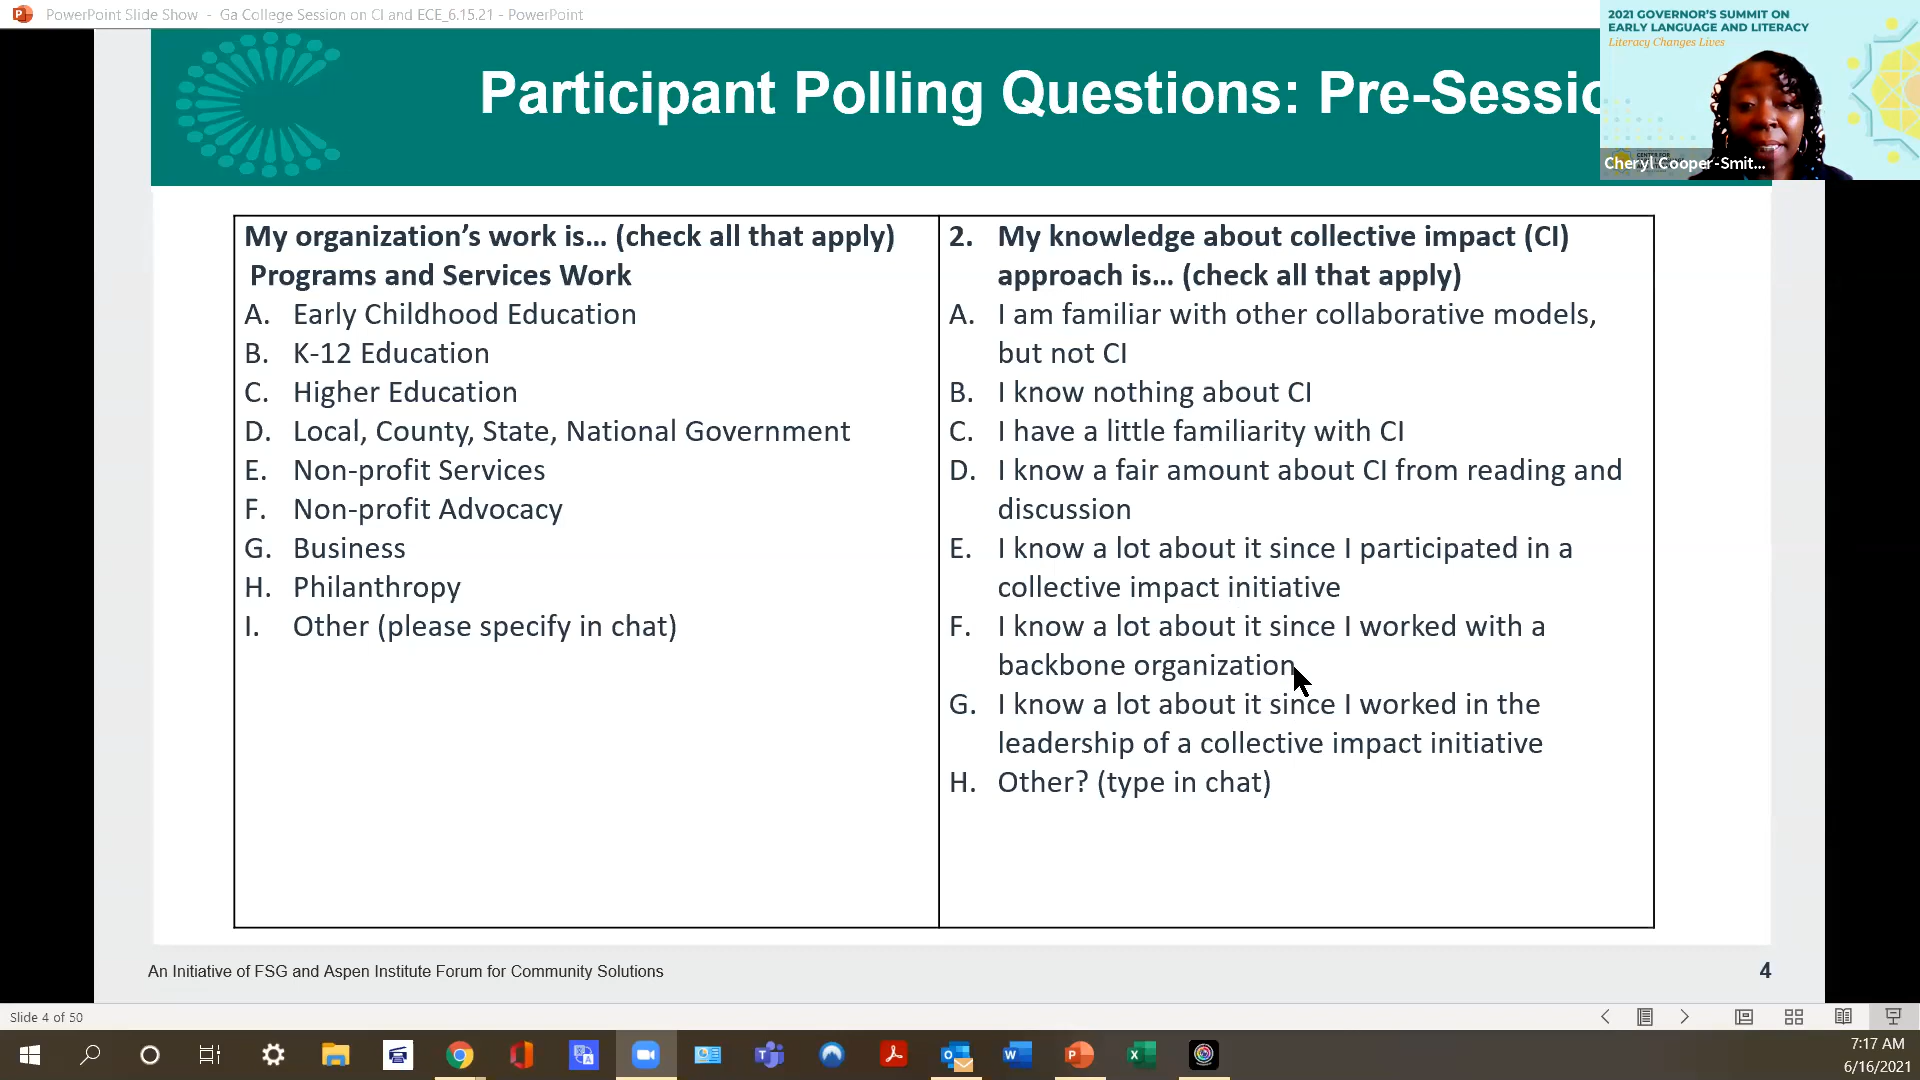 PowerPoint Slide Show - Ga College Session on CI and ECE_6.15.21 - PowerPoint
2021 GOVERNOR'S SUMMIT ON
EARLY LANGUAGE AND LITERACY
Literacy Changes Lives
Cheryl Cooper-Smit...
Participant Polling Questions: Pre-Sessio
My organization's work is... (check all that apply)
Programs and Services Work
A. Early Childhood Education
B. K-12 Education
C. Higher Education
D. Local, County, State, National Government
E. Non-profit Services
F. Non-profit Advocacy
G. Business
H. Philanthropy
I. Other (please specify in chat)
2. My knowledge about collective impact (CI)
approach is... (check all that apply)
A. I am familiar with other collaborative models,
but not CI
B. I know nothing about CI
C. I have a little familiarity with CI
D. I know a fair amount about CI from reading and
discussion
E. I know a lot about it since I participated in a
collective impact initiative
F. I know a lot about it since I worked with a
backbone organization
G. I know a lot about it since I worked in the
leadership of a collective impact initiative
H. Other? (type in chat)
An Initiative of FSG and Aspen Institute Forum for Community Solutions
4
Slide 4 of 50
7:17 AM
6/16/2021